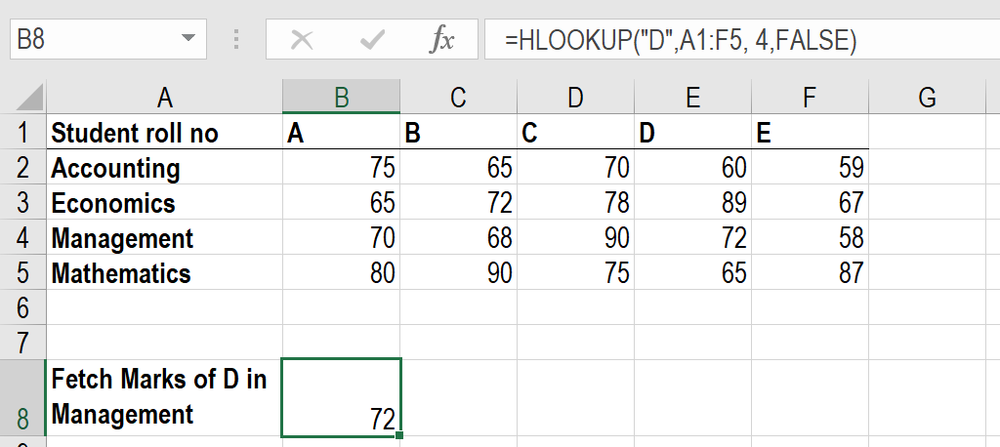 B8 fx =HLOOKUP("D",A1:F5, 4,FALSE)
A B C D E F G
1 Student roll no A B C D E
2 Accounting 75 65 70 60 59
3 Economics 65 72 78 89 67
4 Management 70 68 90 72 58
5 Mathematics 80 90 75 65 87
6
7
Fetch Marks of D in
8 Management 72